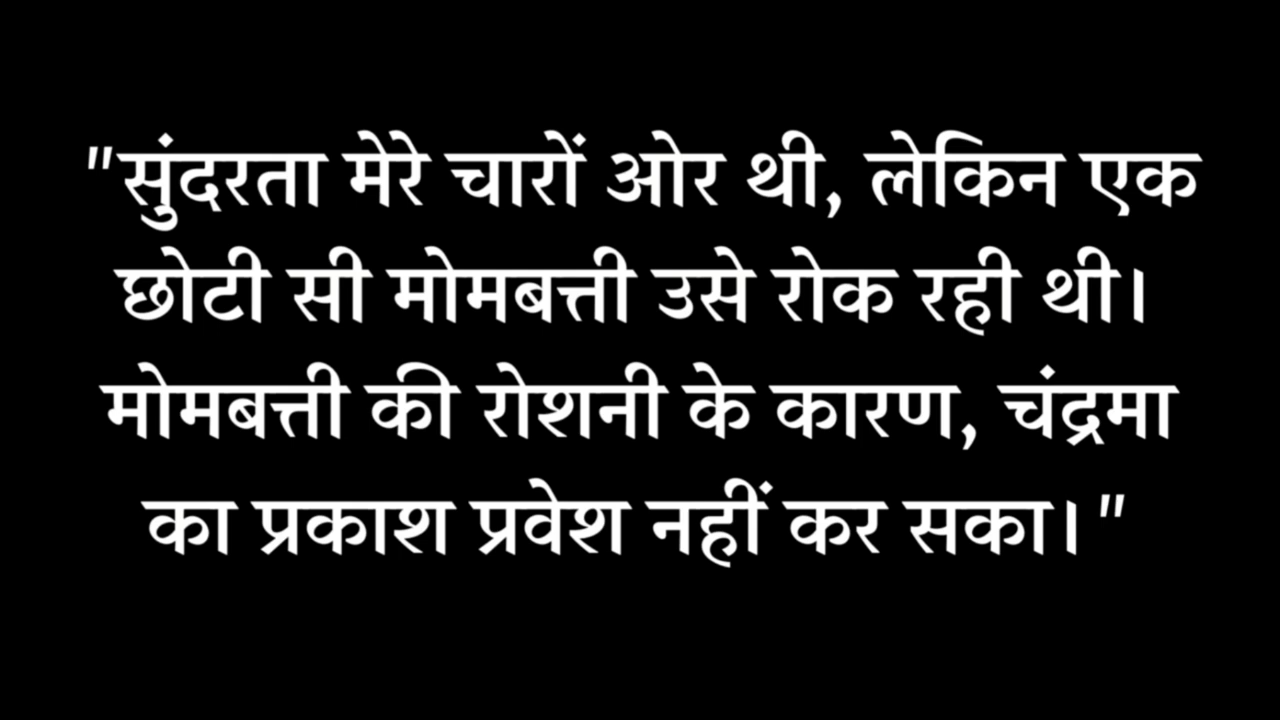 "सुंदरता मेरे चारों ओर थी, लेकिन एक
छोटी सी मोमबत्ती उसे रोक रही थी।
मोमबत्ती की रोशनी के कारण, चंद्रमा
का प्रकाश प्रवेश नहीं कर सका।"